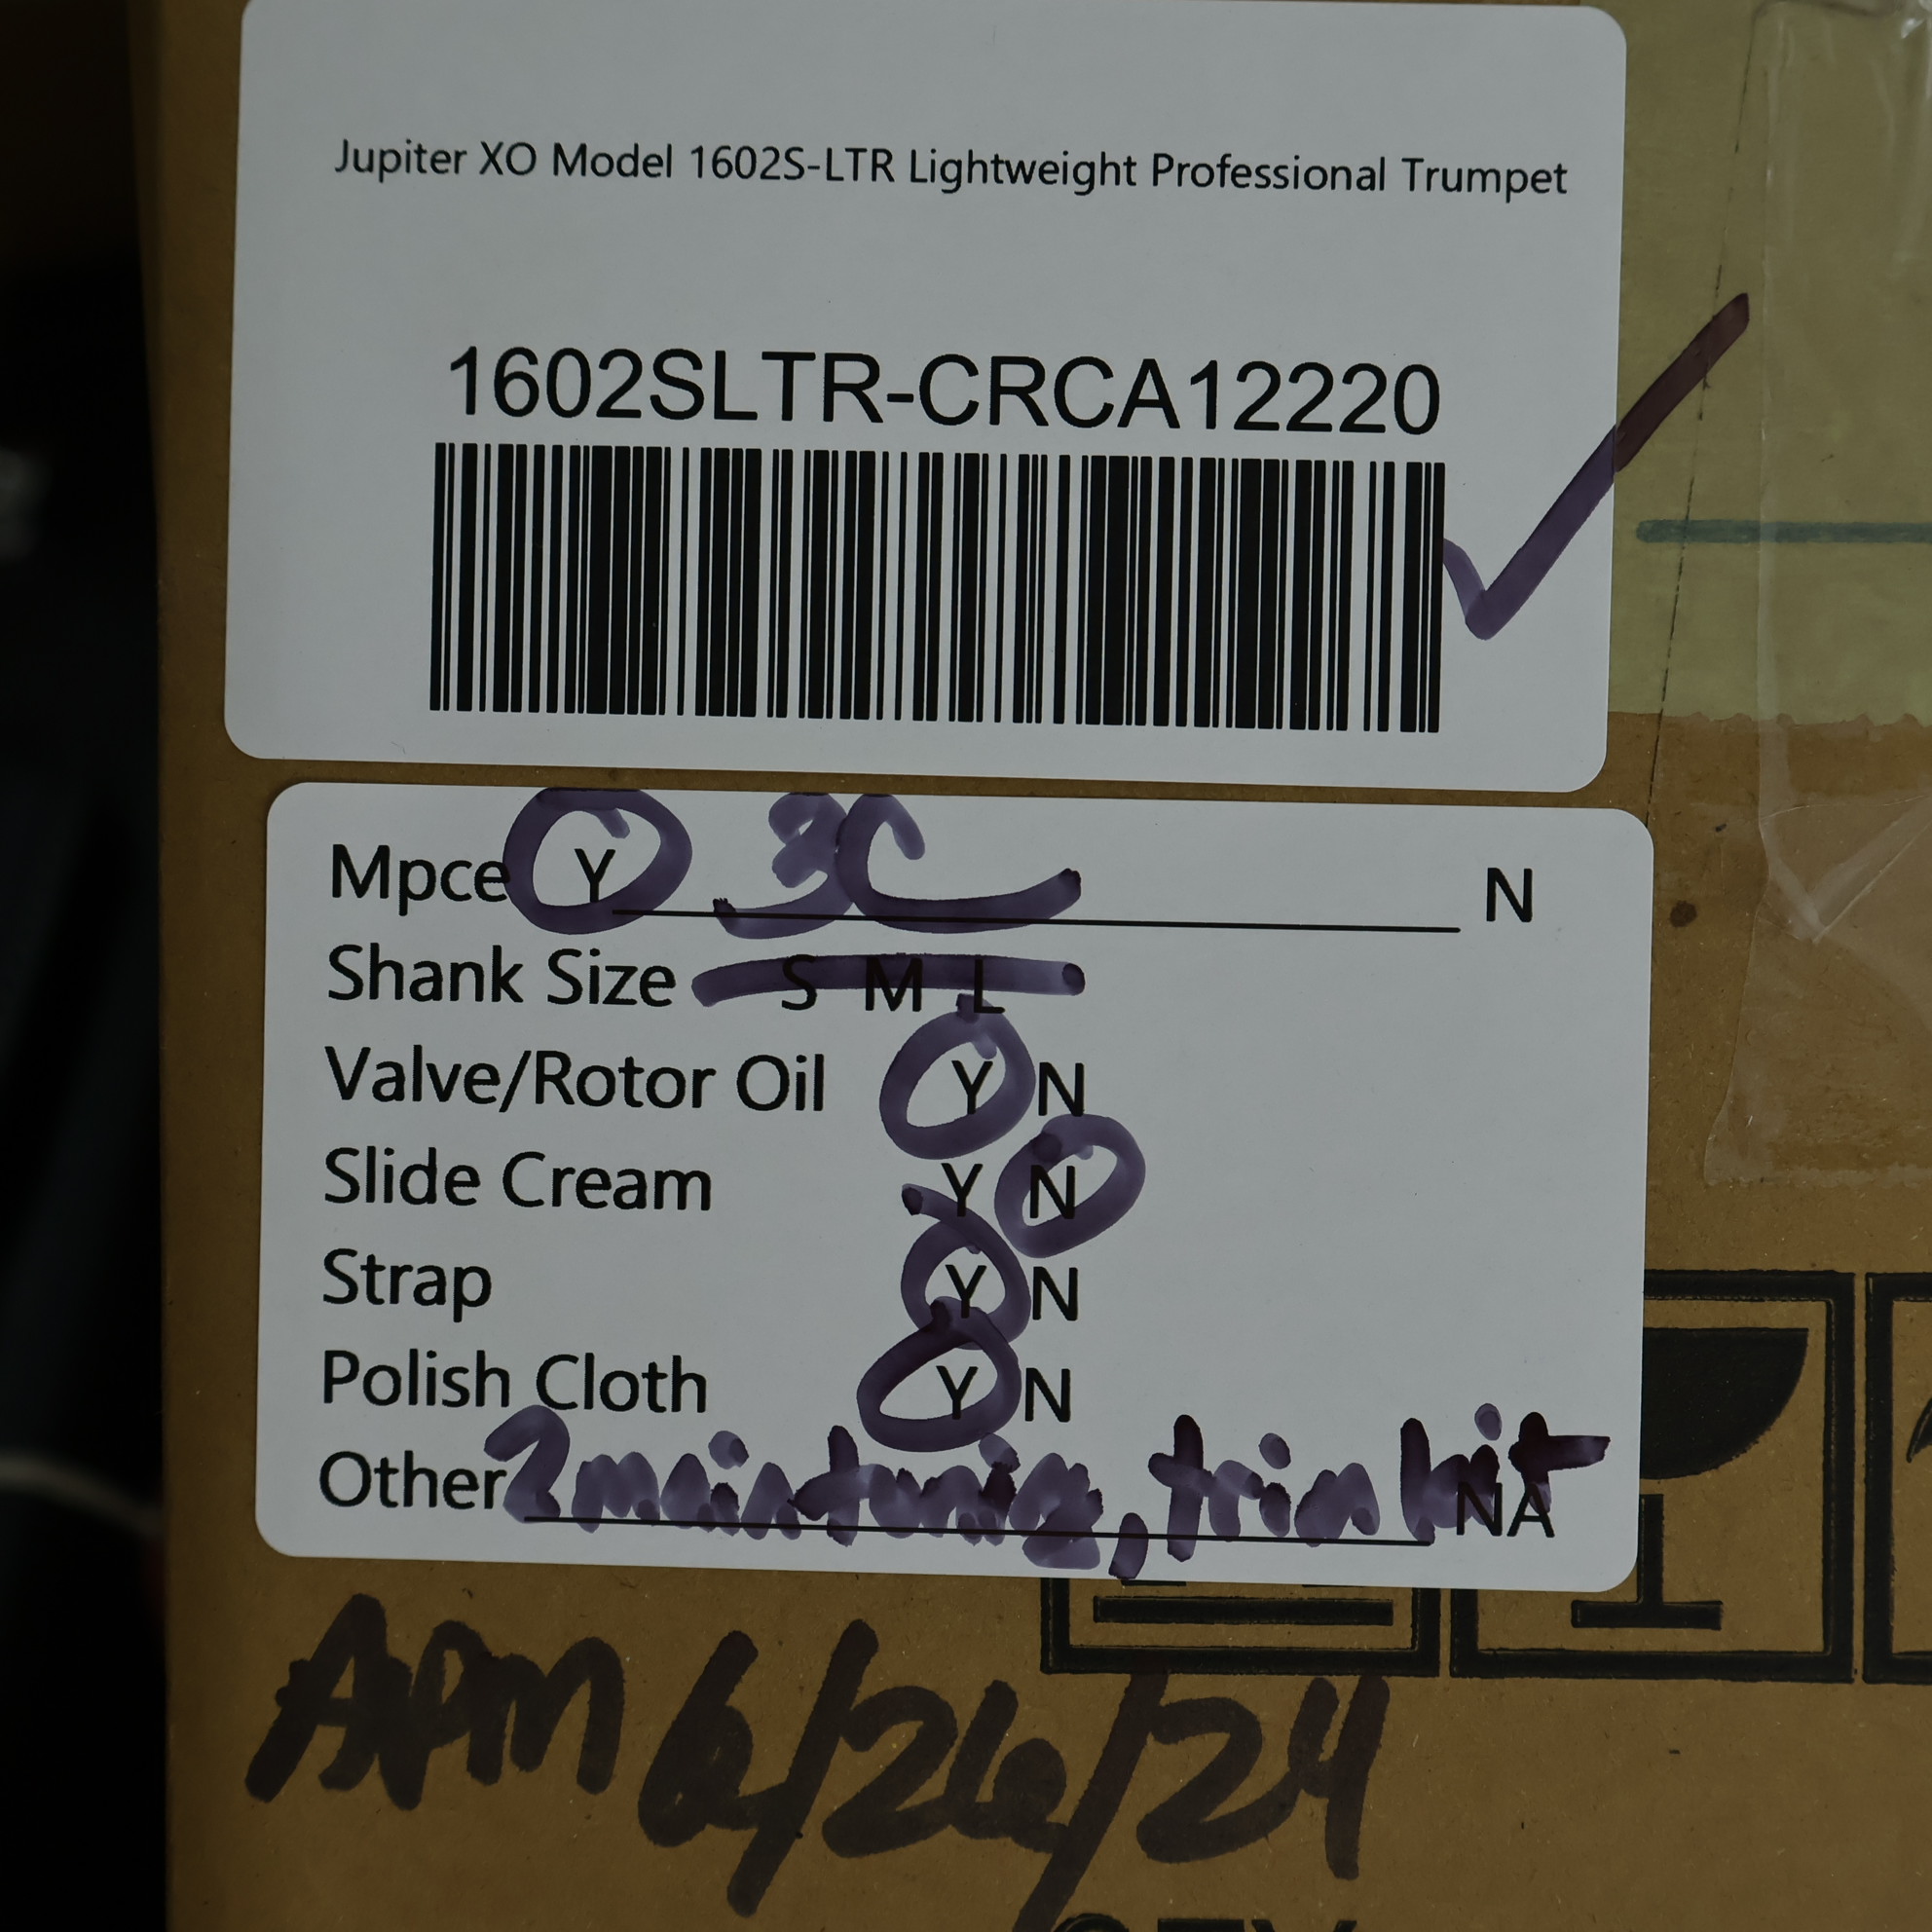 Jupiter XO Model 1602S-LTR Lightweight Professional Trumpet
1602SLTR-CRCA12220
Mpce Y 3C N
Shank Size S M L
Valve/Rotor Oil Y N
Slide Cream Y N
Strap Y N
Polish Cloth Y N
Other 2 main tuning, trim kit NA
APM 6/26/24